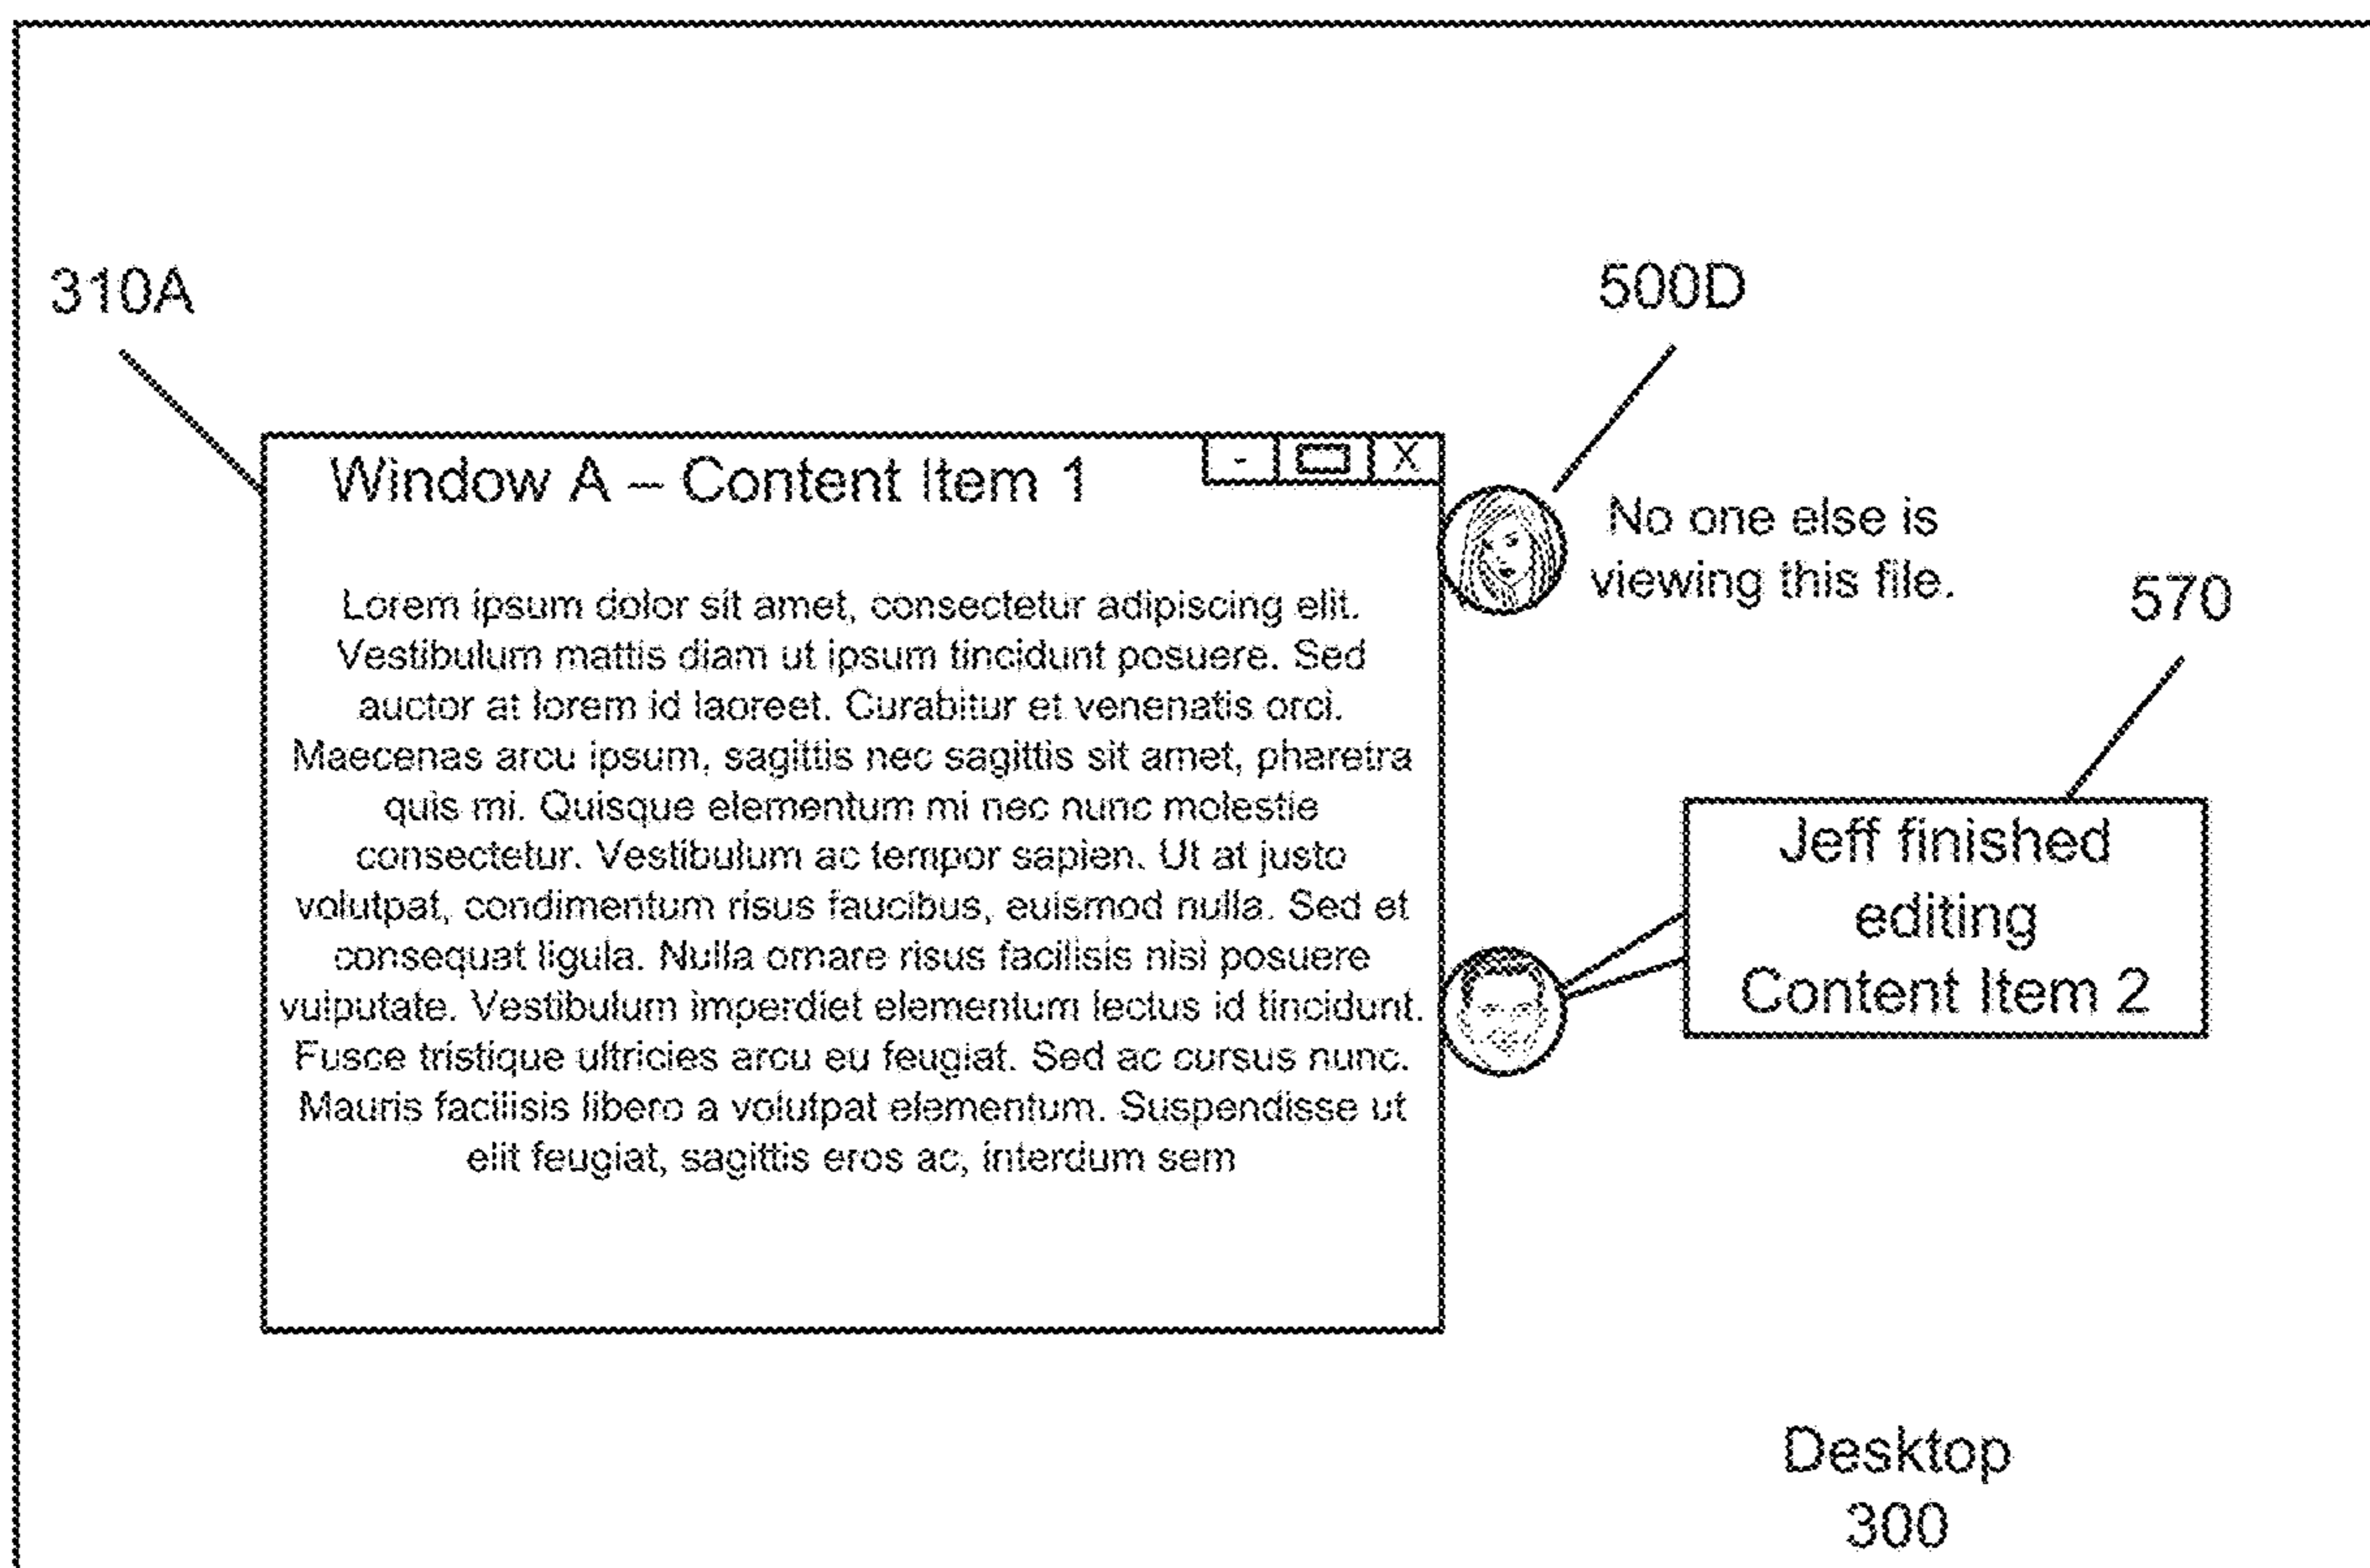 310A
500D
Window A – Content Item 1
- X
No one else is
viewing this file.
570
Lorem ipsum dolor sit amet, consectetur adipiscing elit.
Vestibulum mattis diam ut ipsum tincidunt posuere. Sed
auctor at lorem id laoreet. Curabitur et venenatis orci.
Maecenas arcu ipsum, sagittis nec sagittis sit amet, pharetra
quis mi. Quisque elementum mi nec nunc molestie
consectetur. Vestibulum ac tempor sapien. Ut at justo
volutpat, condimentum risus faucibus, euismod nulla. Sed et
consequat ligula. Nulla ornare risus facilisis nisi posuere
vulputate. Vestibulum imperdiet elementum lectus id tincidunt.
Fusce tristique ultricies arcu eu feugiat. Sed ac cursus nunc.
Mauris facilisis libero a volutpat elementum. Suspendisse ut
elit feugiat, sagittis eros ac, interdum sem
Jeff finished
editing
Content Item 2
Desktop
300